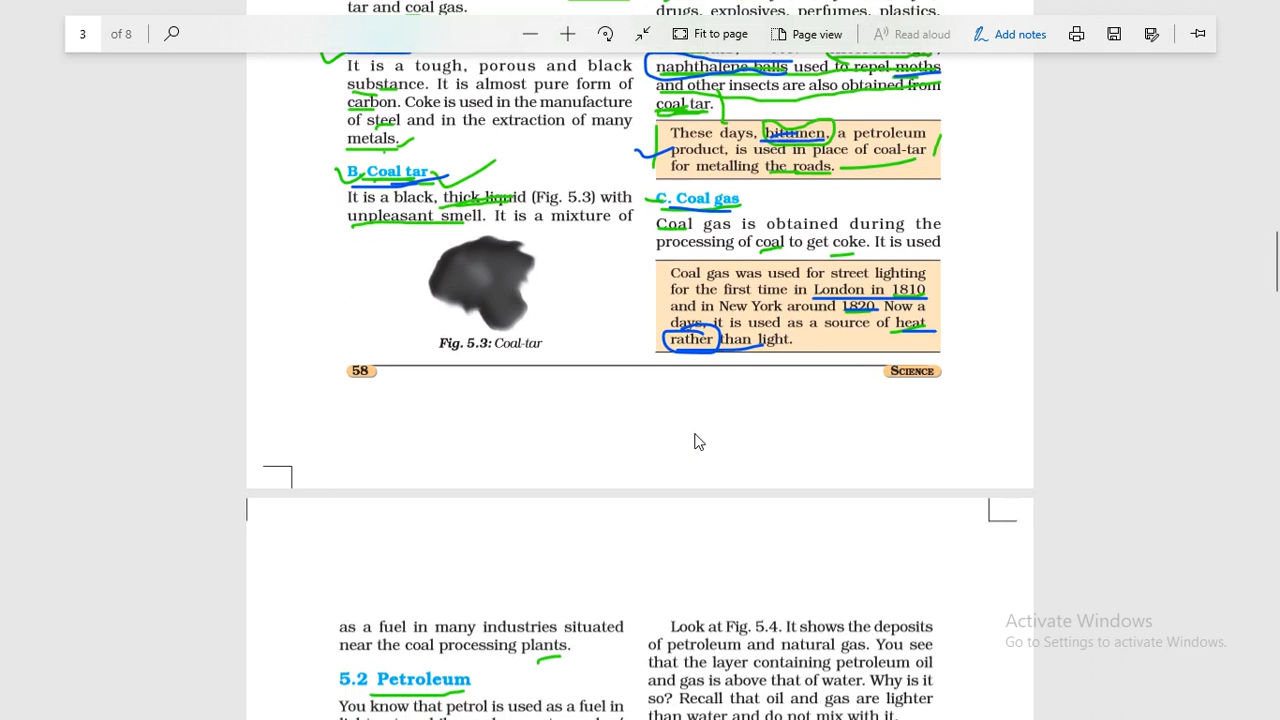 3 of 8
Fit to page
Page view
Read aloud
Add notes
tar and coal gas.
It is a tough, porous and black
substance. It is almost pure form of
carbon. Coke is used in the manufacture
of steel and in the extraction of many
metals.
B. Coal tar
It is a black, thick liquid (Fig. 5.3) with
unpleasant smell. It is a mixture of
Fig. 5.3: Coal-tar
drugs, explosives, perfumes, plastics,
naphthalene balls used to repel moths
and other insects are also obtained from
coal tar.
These days, bitumen, a petroleum
product, is used in place of coal-tar
for metalling the roads.
C. Coal gas
Coal gas is obtained during the
processing of coal to get coke. It is used
Coal gas was used for street lighting
for the first time in London in 1810
and in New York around 1820. Now a
days, it is used as a source of heat
rather than light.
58
SCIENCE
as a fuel in many industries situated
near the coal processing plants.
5.2 Petroleum
You know that petrol is used as a fuel in
Look at Fig. 5.4. It shows the deposits
of petroleum and natural gas. You see
that the layer containing petroleum oil
and gas is above that of water. Why is it
so? Recall that oil and gas are lighter
than water and do not mix with it.
Activate Windows
Go to Settings to activate Windows.